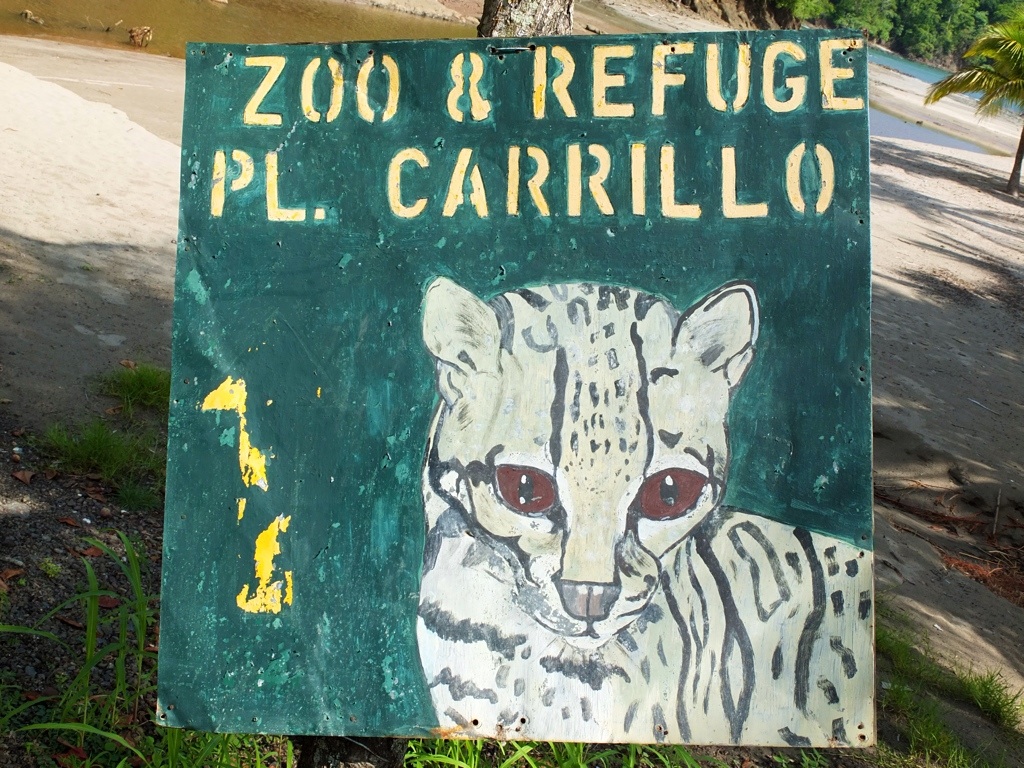 ZOO & REFUGE
PL. CARRILLO